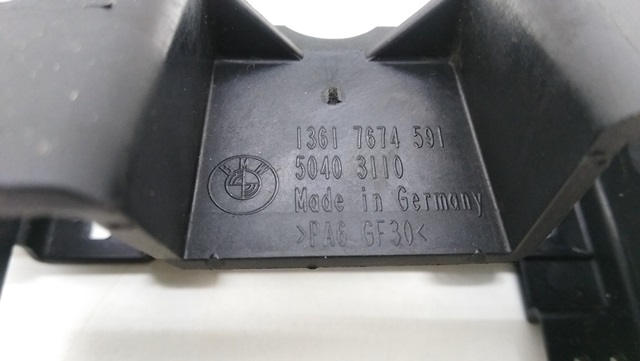 1361 7674 591
5040 3110
BMW
Made in Germany
>PA6 GF30<